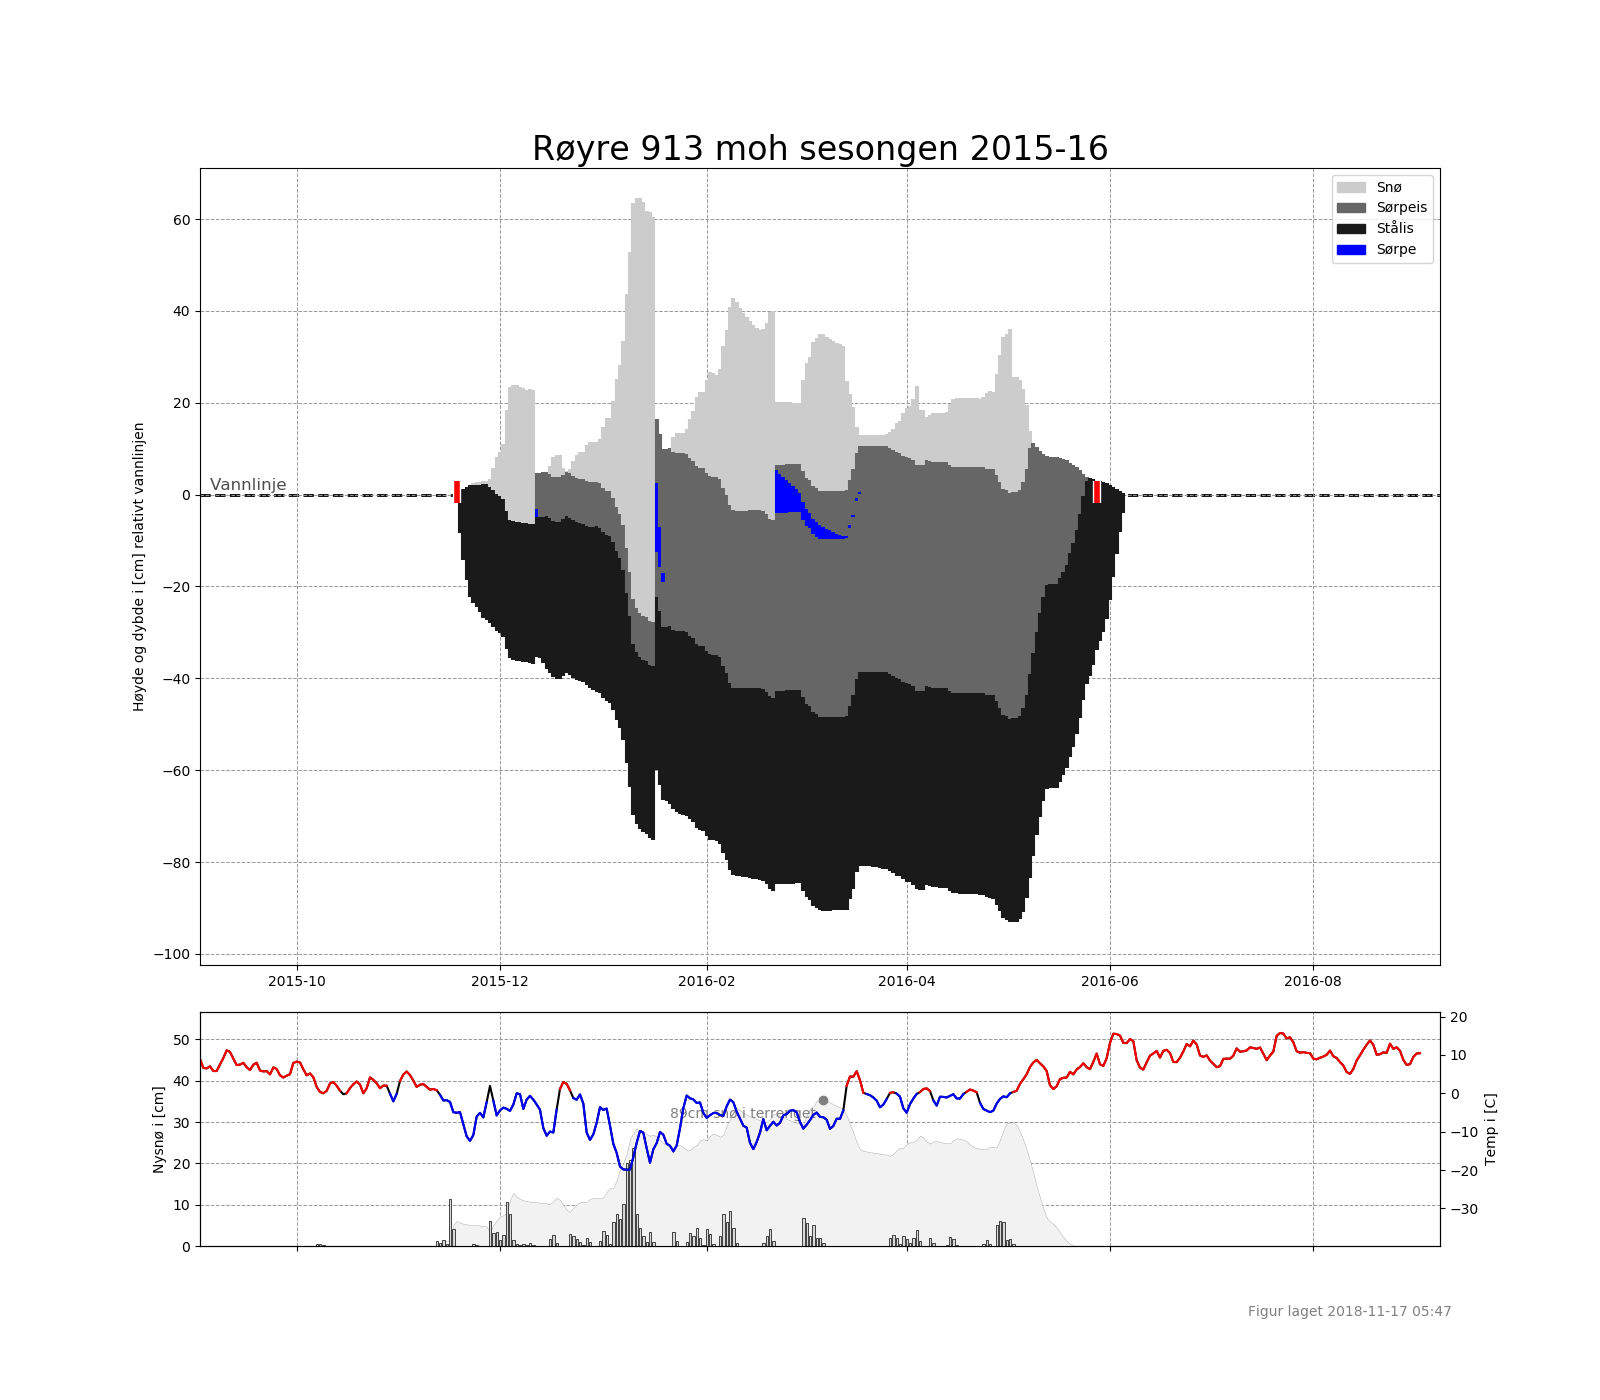 Røyre 913 moh sesongen 2015-16
Snø
Sørpeis
Stålis
Sørpe
Høyde og dybde i [cm] relativt vannlinjen
60
40
20
0
−20
−40
−60
−80
−100
Vannlinje
2015-10 2015-12 2016-02 2016-04 2016-06 2016-08
Nysnø i [cm]
50
40
30
20
10
0
89cm snø i terrenget
20
10
0
−10
−20
−30
Temp i [C]
Figur laget 2018-11-17 05:47